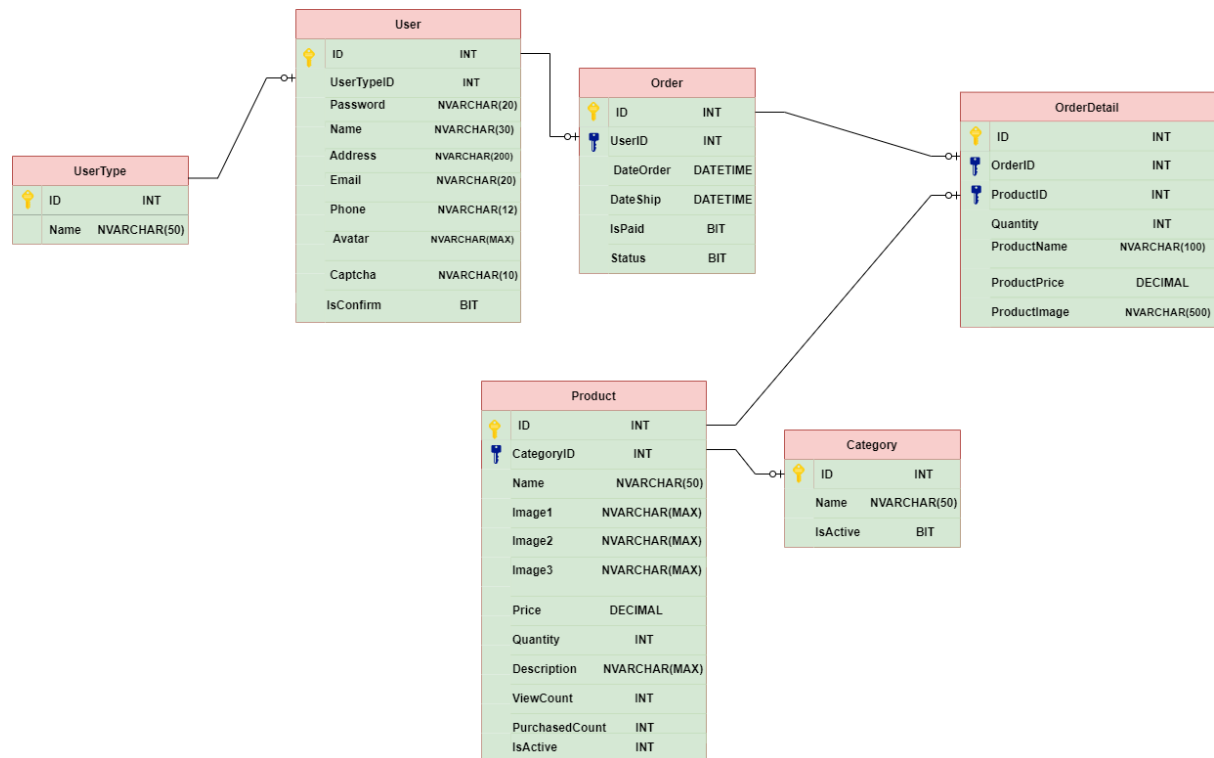 UserType
ID INT
Name NVARCHAR(50)
User
ID INT
UserTypeID INT
Password NVARCHAR(20)
Name NVARCHAR(30)
Address NVARCHAR(200)
Email NVARCHAR(20)
Phone NVARCHAR(12)
Avatar NVARCHAR(MAX)
Captcha NVARCHAR(10)
IsConfirm BIT
Order
ID INT
UserID INT
DateOrder DATETIME
DateShip DATETIME
IsPaid BIT
Status BIT
OrderDetail
ID INT
OrderID INT
ProductID INT
Quantity INT
ProductName NVARCHAR(100)
ProductPrice DECIMAL
ProductImage NVARCHAR(500)
Product
ID INT
CategoryID INT
Name NVARCHAR(50)
Image1 NVARCHAR(MAX)
Image2 NVARCHAR(MAX)
Image3 NVARCHAR(MAX)
Price DECIMAL
Quantity INT
Description NVARCHAR(MAX)
ViewCount INT
PurchasedCount INT
IsActive INT
Category
ID INT
Name NVARCHAR(50)
IsActive BIT